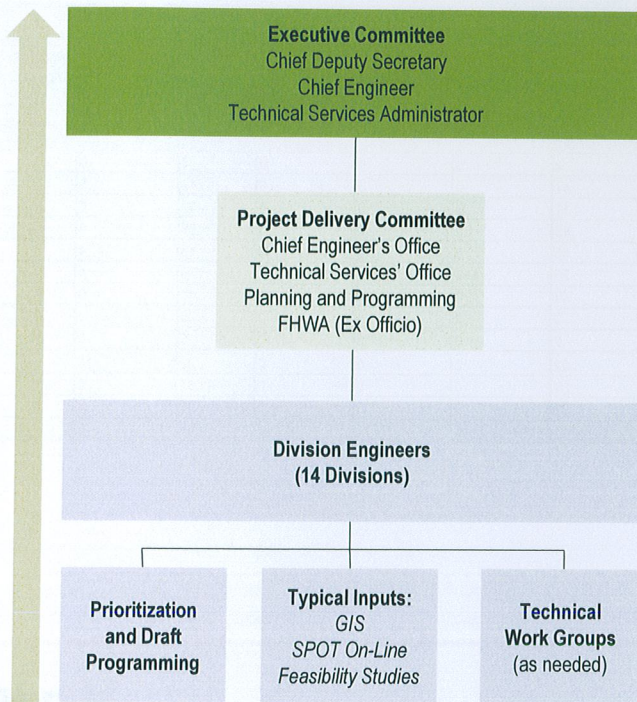 Executive Committee
Chief Deputy Secretary
Chief Engineer
Technical Services Administrator
Project Delivery Committee
Chief Engineer's Office
Technical Services' Office
Planning and Programming
FHWA (Ex Officio)
Division Engineers
(14 Divisions)
Prioritization
and Draft
Programming
Typical Inputs:
GIS
SPOT On-Line
Feasibility Studies
Technical
Work Groups
(as needed)